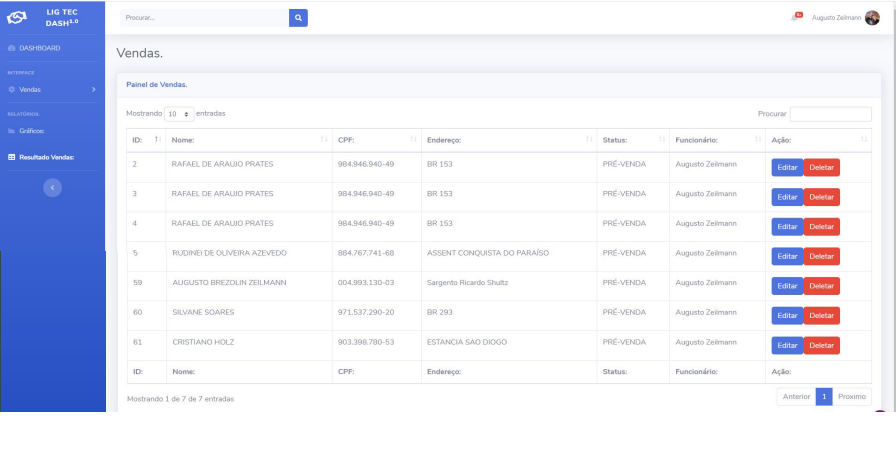 LIG TEC
DASH³·⁰
Procurar...
Augusto Zeilmann
DASHBOARD
Vendas.
INTERFACE
Vendas
Painel de Vendas.
RELATÓRIOS:
Gráficos:
Resultado Vendas:
Mostrando 10 entradas
Procurar
ID: Nome: CPF: Endereço: Status: Funcionário: Ação:
2 RAFAEL DE ARAUJO PRATES 984.946.940-49 BR 153 PRÉ-VENDA Augusto Zeilmann Editar Deletar
3 RAFAEL DE ARAUJO PRATES 984.946.940-49 BR 153 PRÉ-VENDA Augusto Zeilmann Editar Deletar
4 RAFAEL DE ARAUJO PRATES 984.946.940-49 BR 153 PRÉ-VENDA Augusto Zeilmann Editar Deletar
5 RUDINEI DE OLIVEIRA AZEVEDO 884.767.741-68 ASSENT CONQUISTA DO PARAÍSO PRÉ-VENDA Augusto Zeilmann Editar Deletar
59 AUGUSTO BREZOLIN ZEILMANN 004.993.130-03 Sargento Ricardo Shultz PRÉ-VENDA Augusto Zeilmann Editar Deletar
60 SILVANE SOARES 971.537.290-20 BR 293 PRÉ-VENDA Augusto Zeilmann Editar Deletar
61 CRISTIANO HOLZ 903.398.780-53 ESTANCIA SAO DIOGO PRÉ-VENDA Augusto Zeilmann Editar Deletar
ID: Nome: CPF: Endereço: Status: Funcionário: Ação:
Mostrando 1 de 7 de 7 entradas
Anterior 1 Proximo